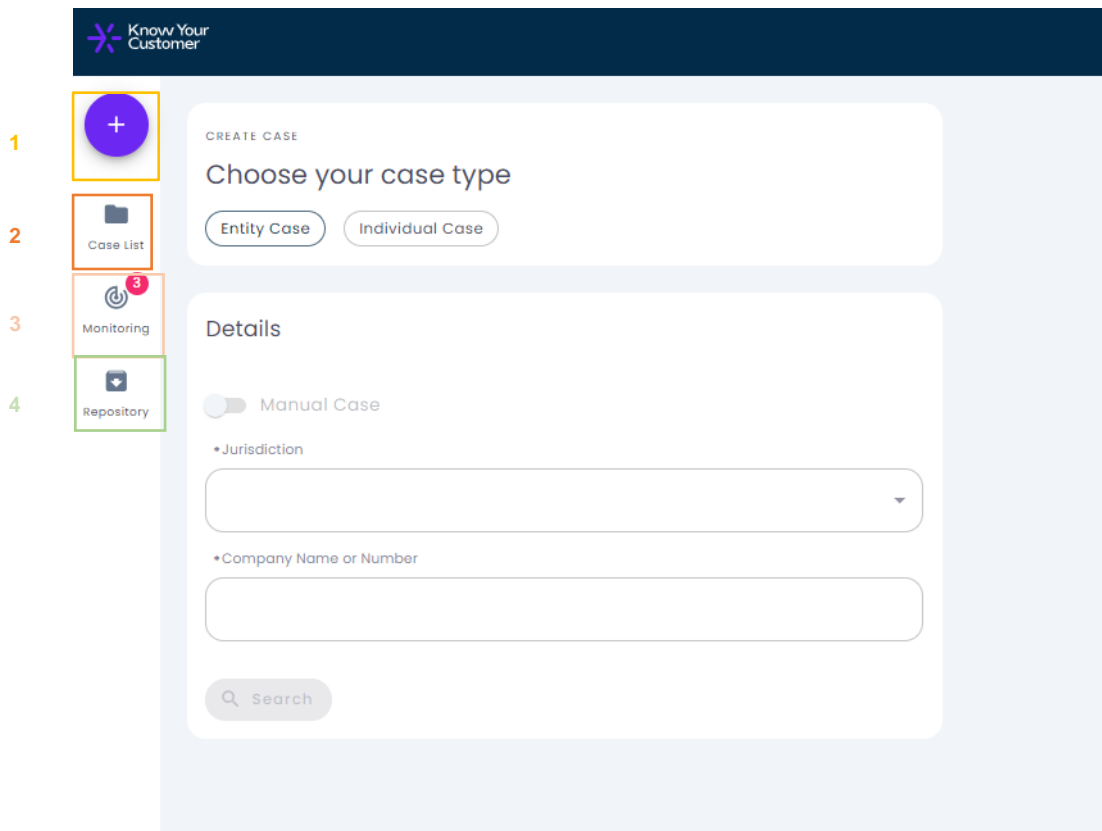 Know Your
Customer
1
+
2
Case List
3
3
Monitoring
4
Repository
CREATE CASE
Choose your case type
Entity Case
Individual Case
Details
Manual Case
*Jurisdiction
*Company Name or Number
Search